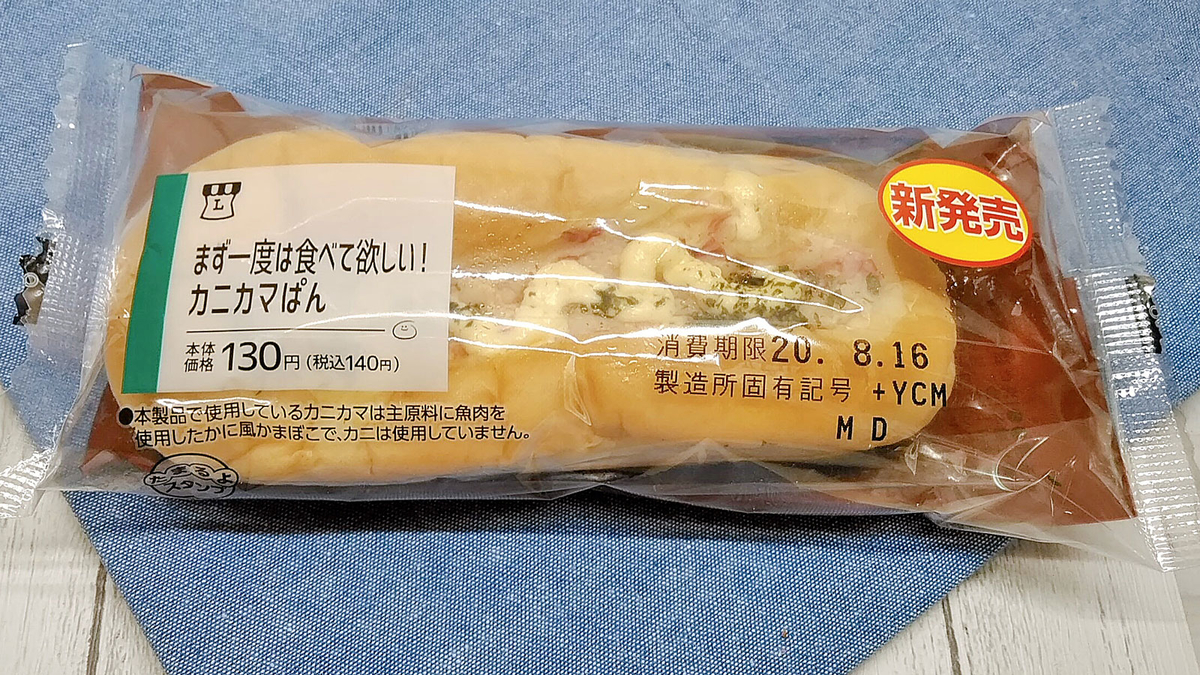 L
まず一度は食べて欲しい!
カニカマぱん
本体価格 130円(税込140円)
新発売
消費期限20. 8.16
製造所固有記号 +YCM
M D
●本製品で使用しているカニカマは主原料に魚肉を
使用したかに風かまぼこで、カニは使用していません。